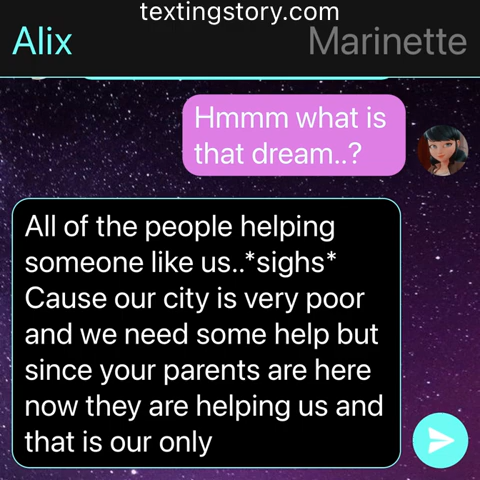 textingstory.com
Alix Marinette
Hmmm what is
that dream..?
All of the people helping
someone like us..*sighs*
Cause our city is very poor
and we need some help but
since your parents are here
now they are helping us and
that is our only